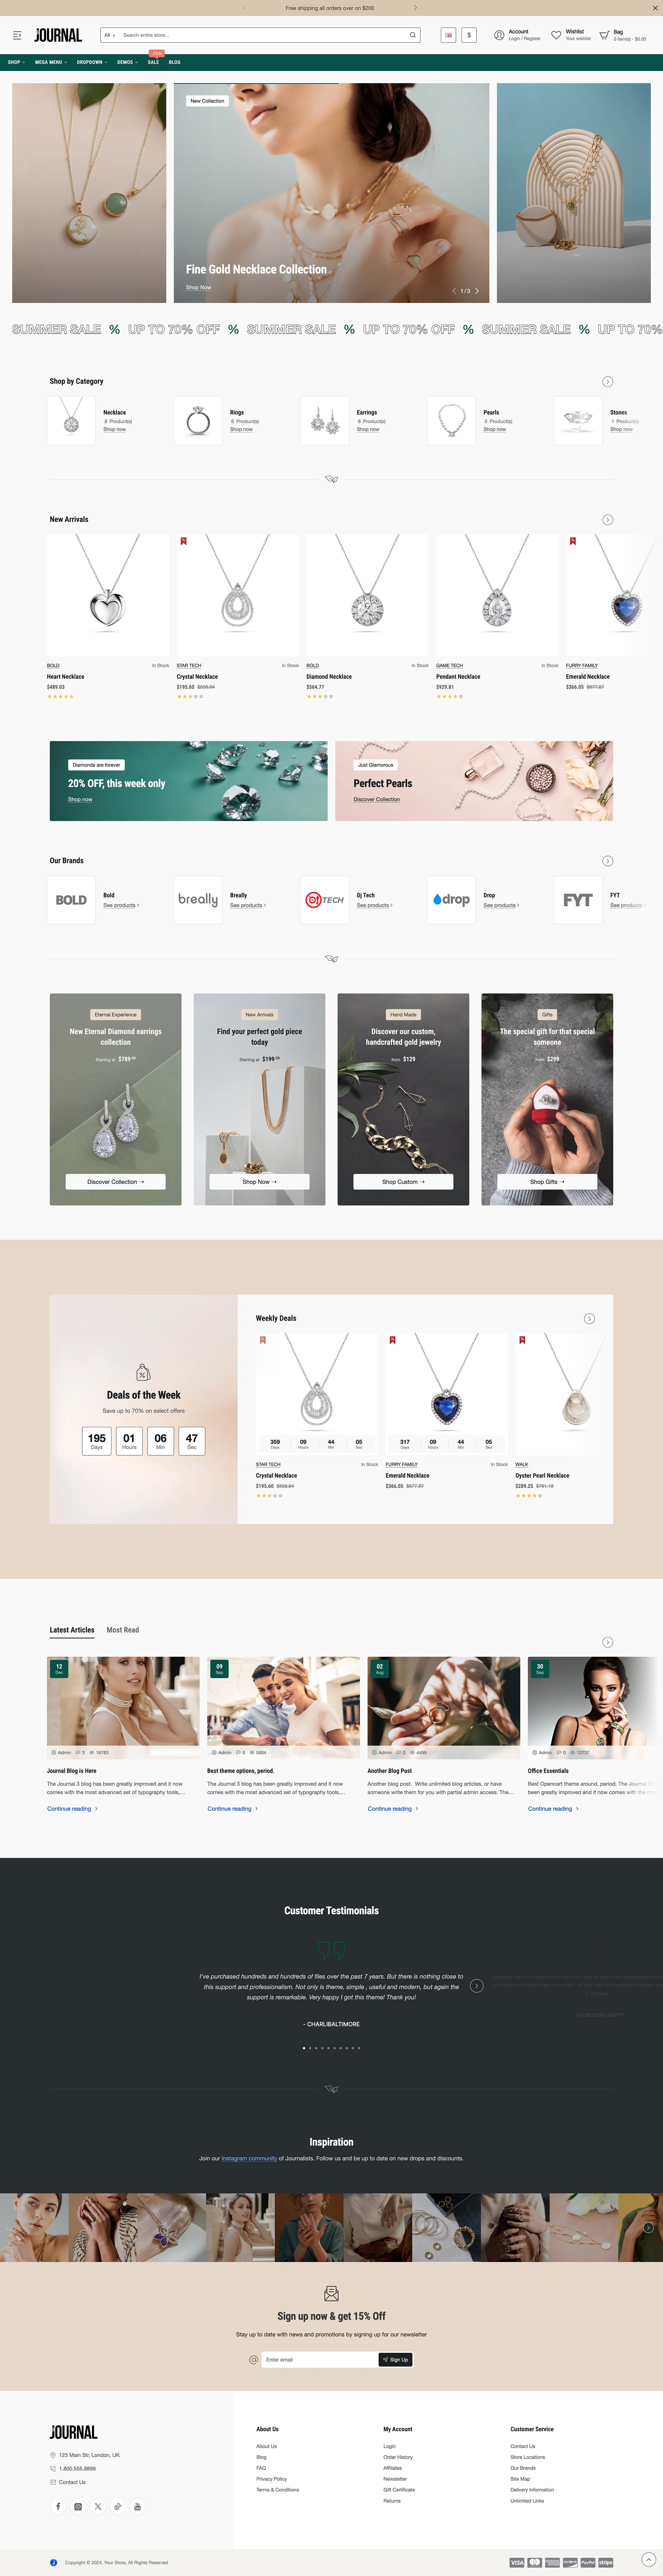 Free shipping all orders over on $200
JOURNAL
All
Search entire store...
$
Account
Login / Register
Wishlist
Your wishlist
Bag
0 item(s) - $0.00
SHOP
MEGA MENU
DROPDOWN
DEMOS
SALE
BLOG
New Collection
Fine Gold Necklace Collection
Shop Now
1 / 3
SUMMER SALE % UP TO 70% OFF % SUMMER SALE % UP TO 70% OFF % SUMMER SALE % UP TO 70%
Shop by Category
Necklace
8 Product(s)
Shop now
Rings
6 Product(s)
Shop now
Earrings
8 Product(s)
Shop now
Pearls
5 Product(s)
Shop now
Stones
1 Product(s)
Shop now
New Arrivals
BOLD
In Stock
Heart Necklace
$489.03
STAR TECH
In Stock
Crystal Necklace
$195.60 $558.84
BOLD
In Stock
Diamond Necklace
$564.77
GAME TECH
In Stock
Pendant Necklace
$929.81
FURRY FAMILY
Emerald Necklace
$366.05 $877.87
Diamonds are forever
20% OFF, this week only
Shop now
Just Glamorous
Perfect Pearls
Discover Collection
Our Brands
BOLD
Bold
See products
breally
Breally
See products
TECH
Dj Tech
See products
drop
Drop
See products
FYT
FYT
See products
Eternal Experience
New Eternal Diamond earrings
collection
Starting at $789.99
Discover Collection ➝
New Arrivals
Find your perfect gold piece
today
Starting at $199.99
Shop Now ➝
Hand Made
Discover our custom,
handcrafted gold jewelry
from $129
Shop Custom ➝
Gifts
The special gift for that special
someone
from $299
Shop Gifts ➝
Deals of the Week
Save up to 70% on select offers
195 01 06 47
Days Hours Min Sec
Weekly Deals
359 09 44 05
Days Hours Min Sec
STAR TECH
In Stock
Crystal Necklace
$195.60 $558.84
317 09 44 05
Days Hours Min Sec
FURRY FAMILY
In Stock
Emerald Necklace
$366.05 $877.87
WALK
Oyster Pearl Necklace
$289.25 $761.18
Latest Articles
Most Read
12
Dec
Admin 3 16783
Journal Blog is Here
The Journal 3 blog has been greatly improved and it now
comes with the most advanced set of typography tools,...
Continue reading
09
Sep
Admin 0 5904
Best theme options, period.
The Journal 3 blog has been greatly improved and it now
comes with the most advanced set of typography tools,...
Continue reading
02
Aug
Admin 0 4499
Another Blog Post
Another blog post. Write unlimited blog articles, or have
someone write them for you with partial admin access. The...
Continue reading
30
Sep
Admin 0 12737
Office Essentials
Best Opencart theme around, period. The Journal 3
been greatly improved and it now comes with the
Continue reading
Customer Testimonials
I've purchased hundreds and hundreds of files over the past 7 years. But there is nothing close to
this support and professionalism. Not only is theme, simple , useful and modern, but again the
support is remarkable. Very happy I got this theme! Thank you!
- CHARLIBALTIMORE
Inspiration
Join our Instagram community of Journalists. Follow us and be up to date on new drops and discounts.
Sign up now & get 15% Off
Stay up to date with news and promotions by signing up for our newsletter
Enter email
Sign Up
JOURNAL
123 Main Str, London, UK
1.800.555.8899
Contact Us
About Us
About Us
Blog
FAQ
Privacy Policy
Terms & Conditions
My Account
Login
Order History
Affiliates
Newsletter
Gift Certificate
Returns
Customer Service
Contact Us
Store Locations
Our Brands
Site Map
Delivery Information
Unlimited Links
Copyright © 2024, Your Store, All Rights Reserved
VISA
PayPal
stripe